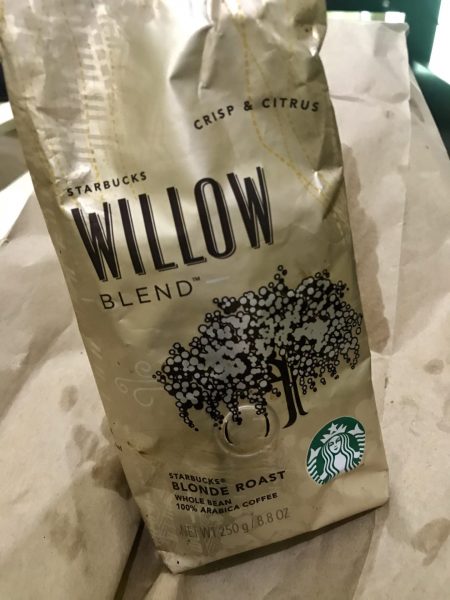 CRISP & CITRUS
STARBUCKS
WILLOW
BLEND™
STARBUCKS®
BLONDE ROAST
WHOLE BEAN
100% ARABICA COFFEE
NET WT 250 g / 8.8 OZ